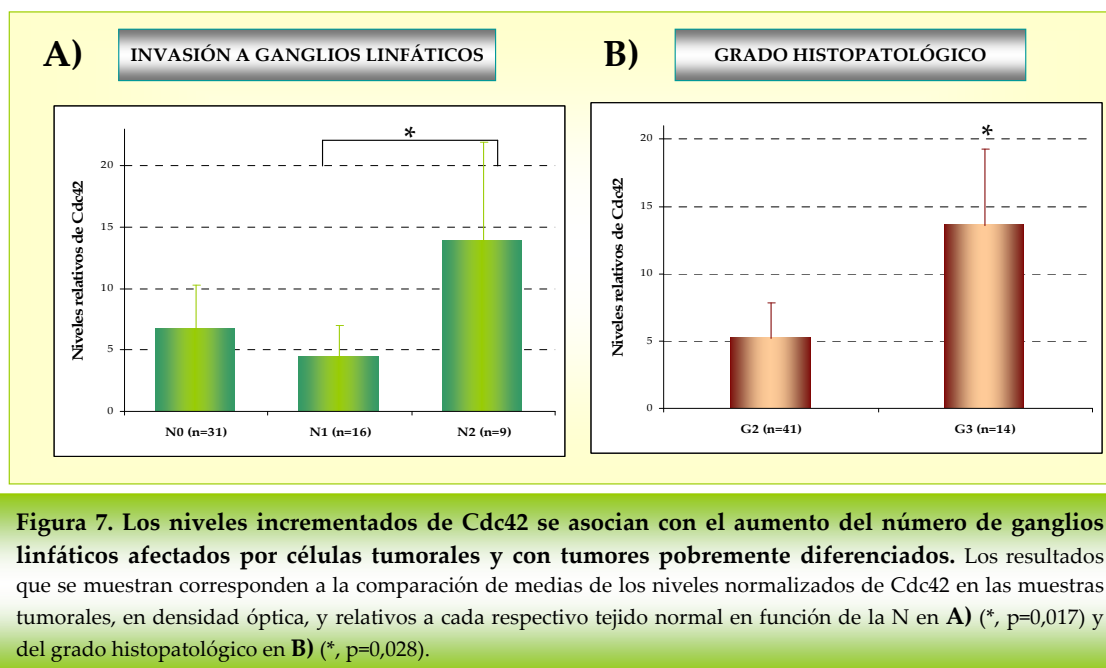 A) INVASIÓN A GANGLIOS LINFÁTICOS
*
Niveles relativos de Cdc42
20
15
10
5
0
N0 (n=31) N1 (n=16) N2 (n=9)
B) GRADO HISTOPATOLÓGICO
*
Niveles relativos de Cdc42
20
15
10
5
0
G2 (n=41) G3 (n=14)
Figura 7. Los niveles incrementados de Cdc42 se asocian con el aumento del número de ganglios
linfáticos afectados por células tumorales y con tumores pobremente diferenciados. Los resultados
que se muestran corresponden a la comparación de medias de los niveles normalizados de Cdc42 en las muestras
tumorales, en densidad óptica, y relativos a cada respectivo tejido normal en función de la N en A) (*, p=0,017) y
del grado histopatológico en B) (*, p=0,028).